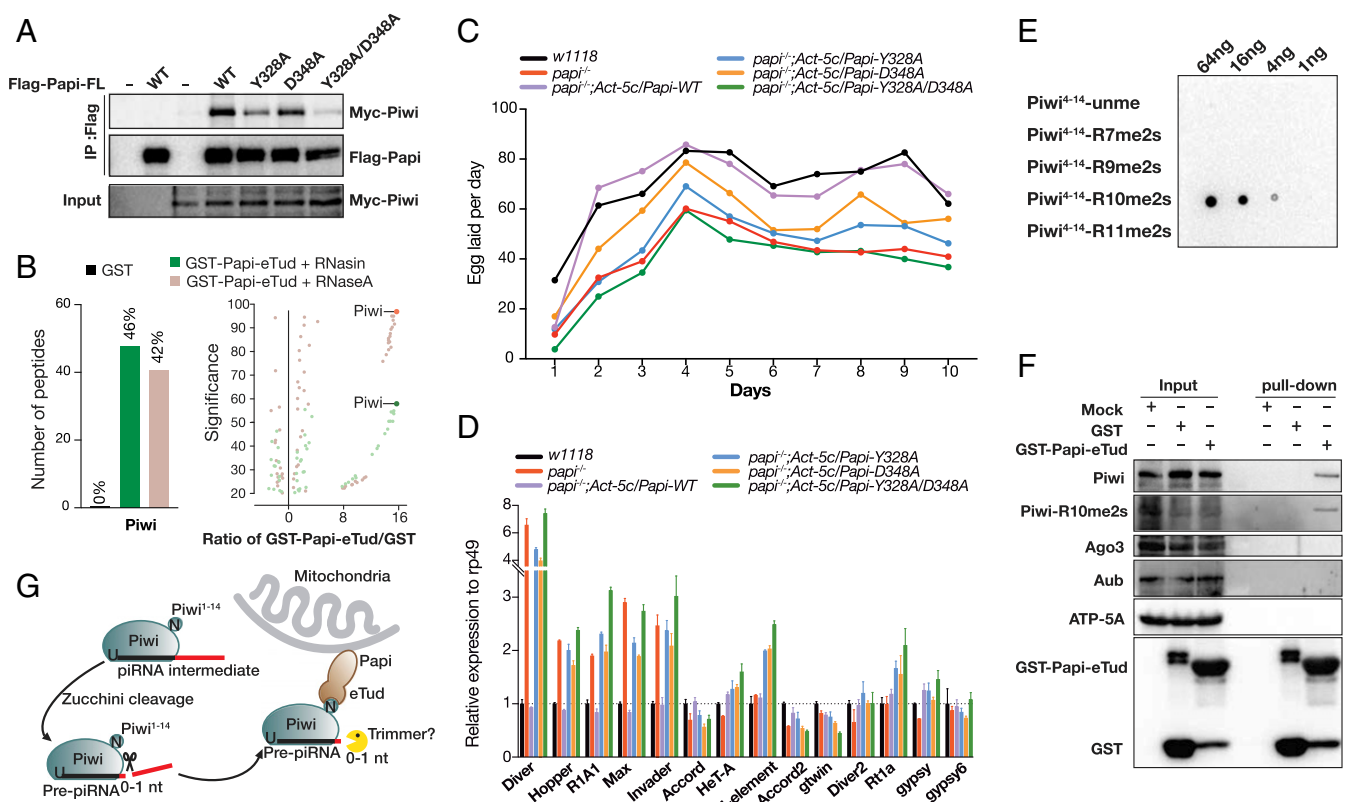 A
Flag-Papi-FL
-
WT
-
WT
Y328A
D348A
Y328A/D348A
IP :Flag
Myc-Piwi
Flag-Papi
Input
Myc-Piwi
B
GST
GST-Papi-eTud + RNasin
GST-Papi-eTud + RNaseA
Number of peptides
60
40
20
0
0%
46%
42%
Piwi
Significance
100
90
80
70
60
50
40
30
20
Piwi
Piwi
0
8
16
Ratio of GST-Papi-eTud/GST
C
w1118
papi-/-
papi-/-;Act-5c/Papi-WT
papi-/-;Act-5c/Papi-Y328A
papi-/-;Act-5c/Papi-D348A
papi-/-;Act-5c/Papi-Y328A/D348A
Egg laid per day
100
80
60
40
20
0
1 2 3 4 5 6 7 8 9 10
Days
D
w1118
papi-/-
papi-/-;Act-5c/Papi-WT
papi-/-;Act-5c/Papi-Y328A
papi-/-;Act-5c/Papi-D348A
papi-/-;Act-5c/Papi-Y328A/D348A
Relative expression to rp49
8
6
4
3
2
1
0
Diver
Hopper
R1A1
Max
Invader
Accord
HeT-A
-element
Accord2
gtwin
Diver2
Rt1a
gypsy
gypsy6
E
64ng
16ng
4ng
1ng
Piwi4-14-unme
Piwi4-14-R7me2s
Piwi4-14-R9me2s
Piwi4-14-R10me2s
Piwi4-14-R11me2s
F
Input
pull-down
Mock + - - + - -
GST - + - - + -
GST-Papi-eTud - - + - - +
Piwi
Piwi-R10me2s
Ago3
Aub
ATP-5A
GST-Papi-eTud
GST
G
Piwi1-14
N
Piwi
U
piRNA intermediate
Zucchini cleavage
Piwi1-14
N
Piwi
U
Pre-piRNA
0-1 nt
Mitochondria
Papi
eTud
N
Piwi
U
Pre-piRNA
Trimmer?
0-1 nt